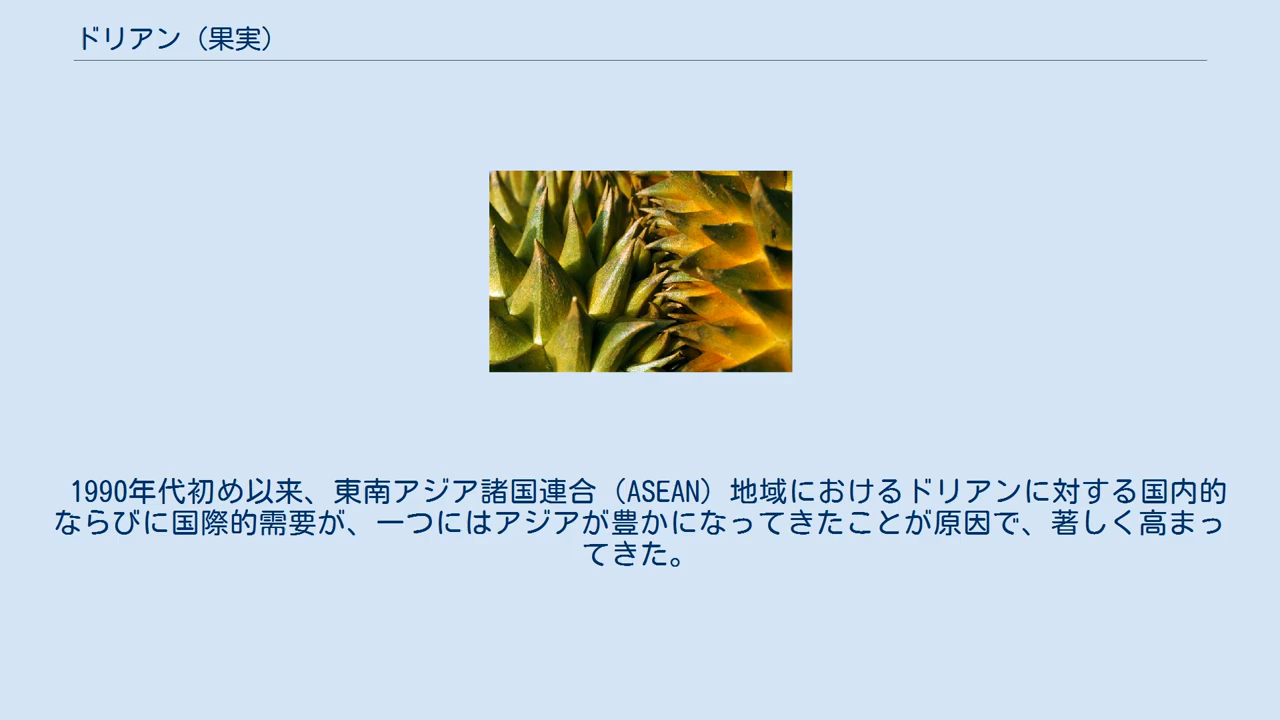 ドリアン（果実）
1990年代初め以来、東南アジア諸国連合（ASEAN）地域におけるドリアンに対する国内的
ならびに国際的需要が、一つにはアジアが豊かになってきたことが原因で、著しく高まっ
てきた。